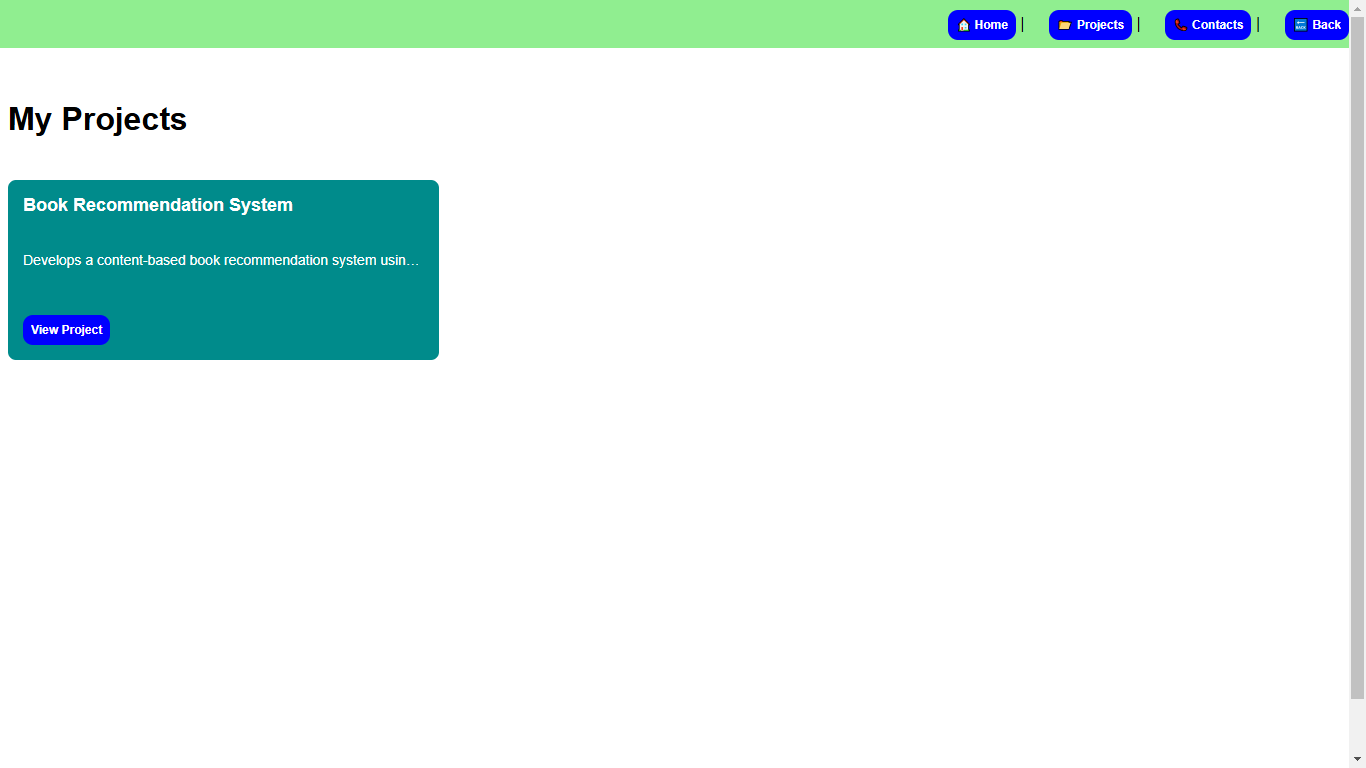 🏠 Home | 📂 Projects | 📞 Contacts | 🔙 Back
My Projects
Book Recommendation System
Develops a content-based book recommendation system usin…
View Project